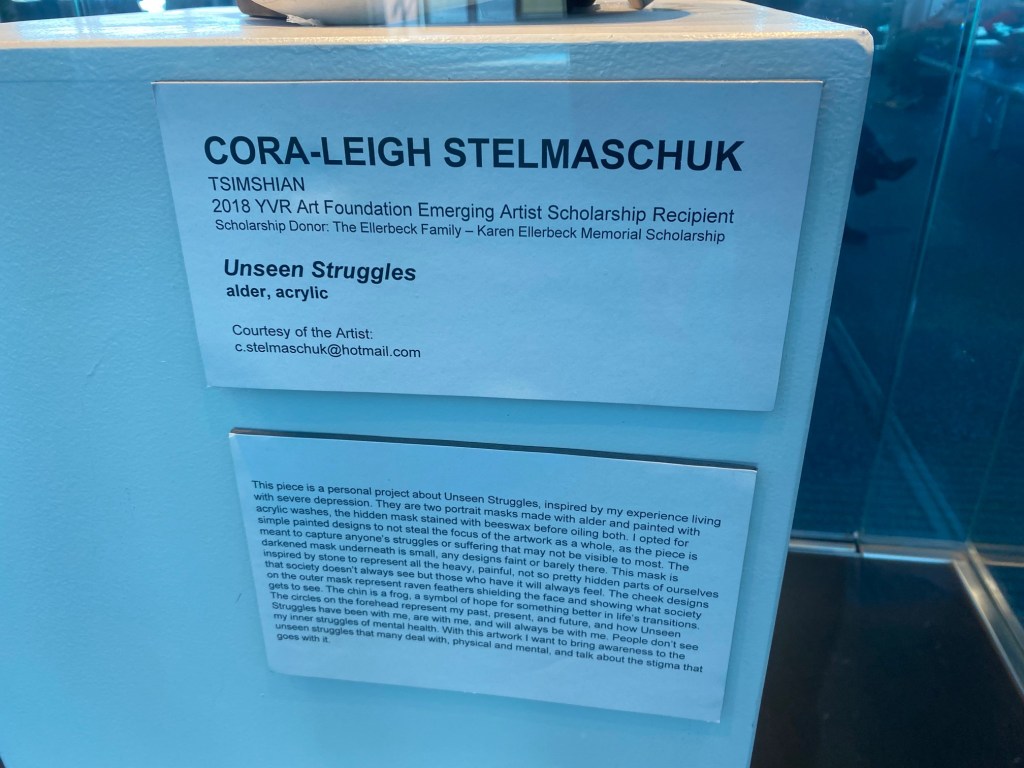 CORA-LEIGH STELMASCHUK
TSIMSHIAN
2018 YVR Art Foundation Emerging Artist Scholarship Recipient
Scholarship Donor: The Ellerbeck Family – Karen Ellerbeck Memorial Scholarship
Unseen Struggles
alder, acrylic
Courtesy of the Artist:
c.stelmaschuk@hotmail.com
This piece is a personal project about Unseen Struggles, inspired by my experience living
with severe depression. They are two portrait masks made with alder and painted with
acrylic washes, the hidden mask stained with beeswax before oiling both. I opted for
simple painted designs to not steal the focus of the artwork as a whole, as the piece is
meant to capture anyone's struggles or suffering that may not be visible to most. The
darkened mask underneath is small, any designs faint or barely there. This mask is
inspired by stone to represent all the heavy, painful, not so pretty hidden parts of ourselves
that society doesn't always see but those who have it will always feel. The cheek designs
on the outer mask represent raven feathers shielding the face and showing what society
gets to see. The chin is a frog, a symbol of hope for something better in life's transitions.
The circles on the forehead represent my past, present, and future, and how Unseen
Struggles have been with me, are with me, and will always be with me. People don't see
my inner struggles of mental health. With this artwork I want to bring awareness to the
unseen struggles that many deal with, physical and mental, and talk about the stigma that
goes with it.